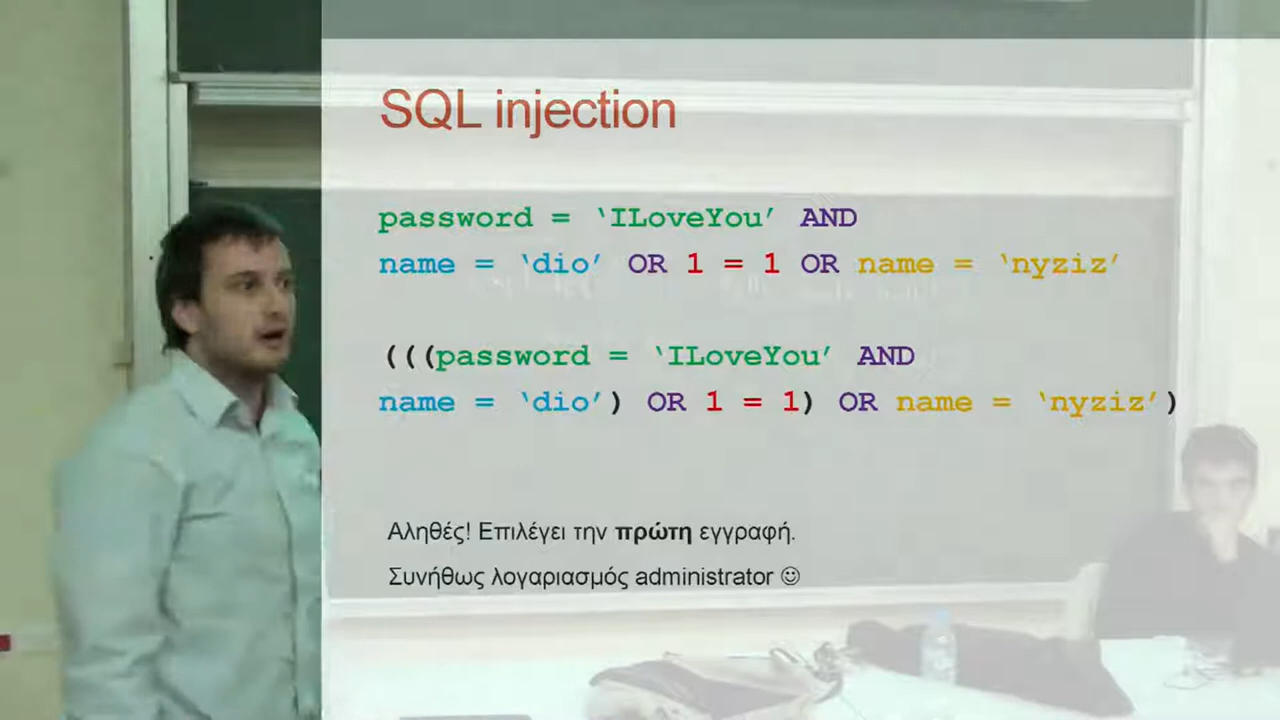 SQL injection
password = ‘ILoveYou’ AND
name = ‘dio’ OR 1 = 1 OR name = ‘nyziz’
(((password = ‘ILoveYou’ AND
name = ‘dio’) OR 1 = 1) OR name = ‘nyziz’)
Αληθές! Επιλέγει την πρώτη εγγραφή.
Συνήθως λογαριασμός administrator ☺